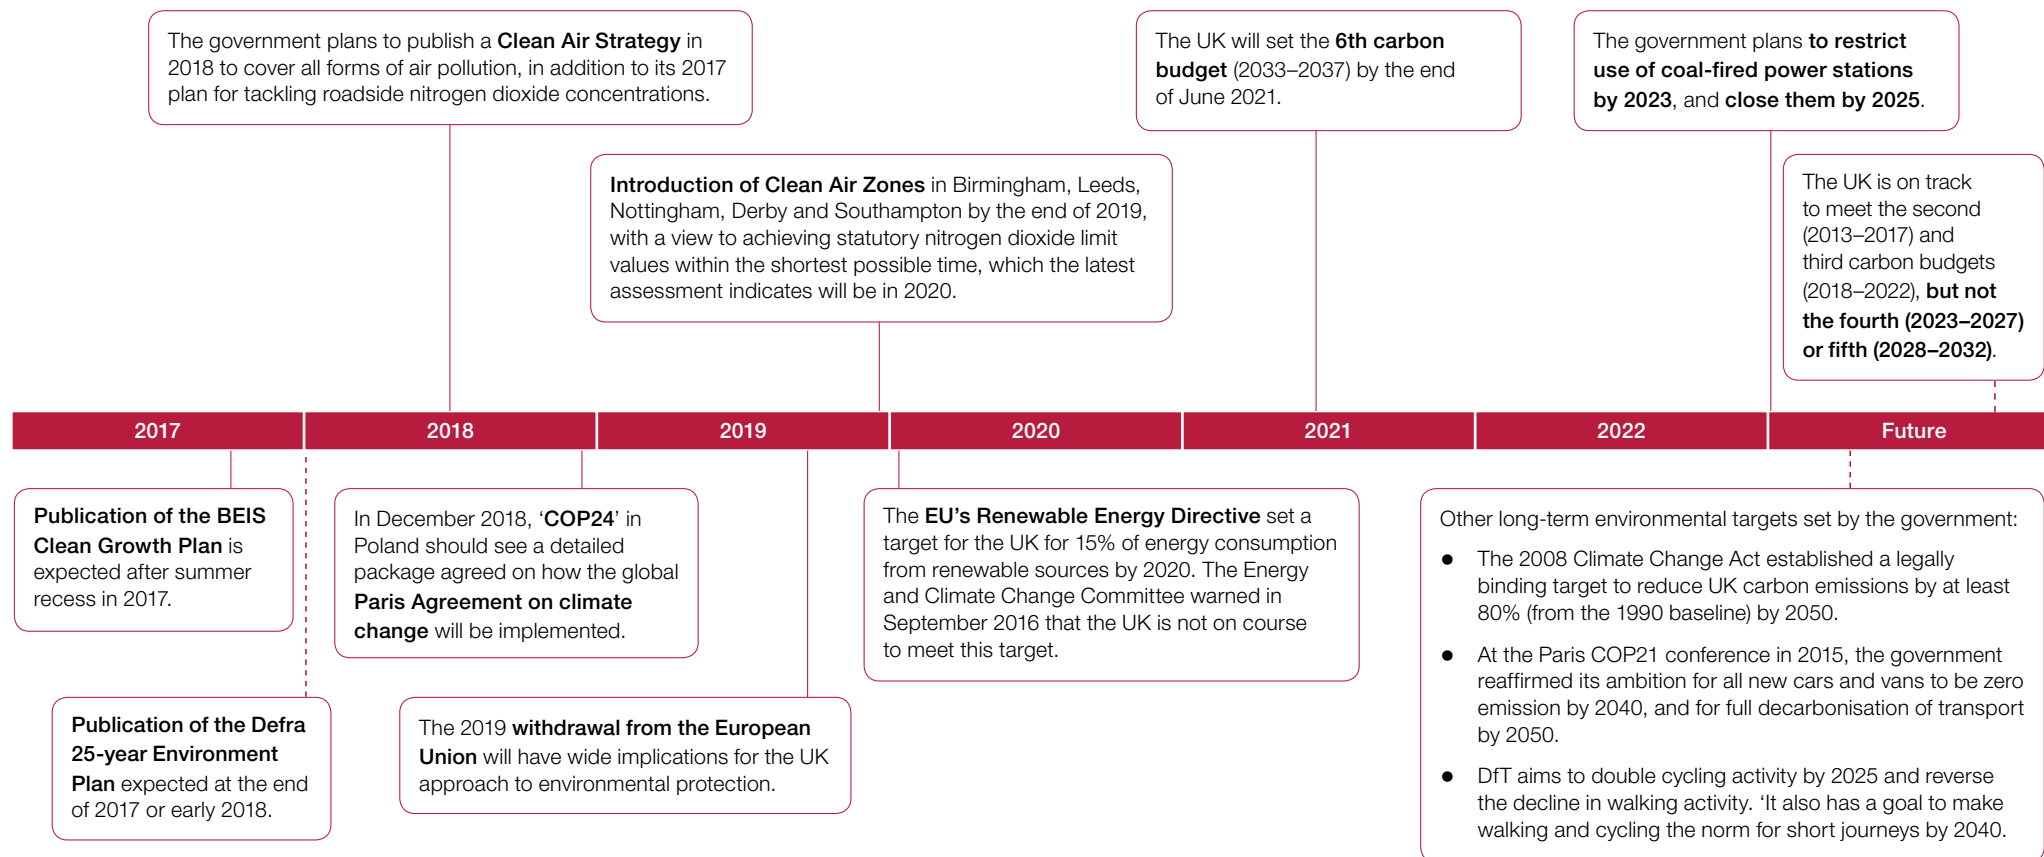 The government plans to publish a Clean Air Strategy in
2018 to cover all forms of air pollution, in addition to its 2017
plan for tackling roadside nitrogen dioxide concentrations.
The UK will set the 6th carbon
budget (2033–2037) by the end
of June 2021.
The government plans to restrict
use of coal-fired power stations
by 2023, and close them by 2025.
Introduction of Clean Air Zones in Birmingham, Leeds,
Nottingham, Derby and Southampton by the end of 2019,
with a view to achieving statutory nitrogen dioxide limit
values within the shortest possible time, which the latest
assessment indicates will be in 2020.
The UK is on track
to meet the second
(2013–2017) and
third carbon budgets
(2018–2022), but not
the fourth (2023–2027)
or fifth (2028–2032).
2017
2018
2019
2020
2021
2022
Future
Publication of the BEIS
Clean Growth Plan is
expected after summer
recess in 2017.
In December 2018, ‘COP24’ in
Poland should see a detailed
package agreed on how the global
Paris Agreement on climate
change will be implemented.
The EU’s Renewable Energy Directive set a
target for the UK for 15% of energy consumption
from renewable sources by 2020. The Energy
and Climate Change Committee warned in
September 2016 that the UK is not on course
to meet this target.
Other long-term environmental targets set by the government:
● The 2008 Climate Change Act established a legally
binding target to reduce UK carbon emissions by at least
80% (from the 1990 baseline) by 2050.
● At the Paris COP21 conference in 2015, the government
reaffirmed its ambition for all new cars and vans to be zero
emission by 2040, and for full decarbonisation of transport
by 2050.
● DfT aims to double cycling activity by 2025 and reverse
the decline in walking activity. ‘It also has a goal to make
walking and cycling the norm for short journeys by 2040.
Publication of the Defra
25-year Environment
Plan expected at the end
of 2017 or early 2018.
The 2019 withdrawal from the European
Union will have wide implications for the UK
approach to environmental protection.